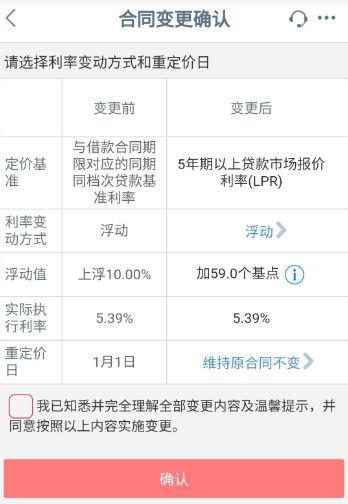 合同变更确认
请选择利率变动方式和重定价日
变更前 变更后
定价基
准
与借款合同期
限对应的同期
同档次贷款基
准利率
5年期以上贷款市场报价
利率(LPR)
利率变
动方式
浮动 浮动
浮动值 上浮10.00% 加59.0个基点
实际执
行利率
5.39% 5.39%
重定价
日
1月1日 维持原合同不变
我已知悉并完全理解全部变更内容及温馨提示，并
同意按照以上内容实施变更。
确认